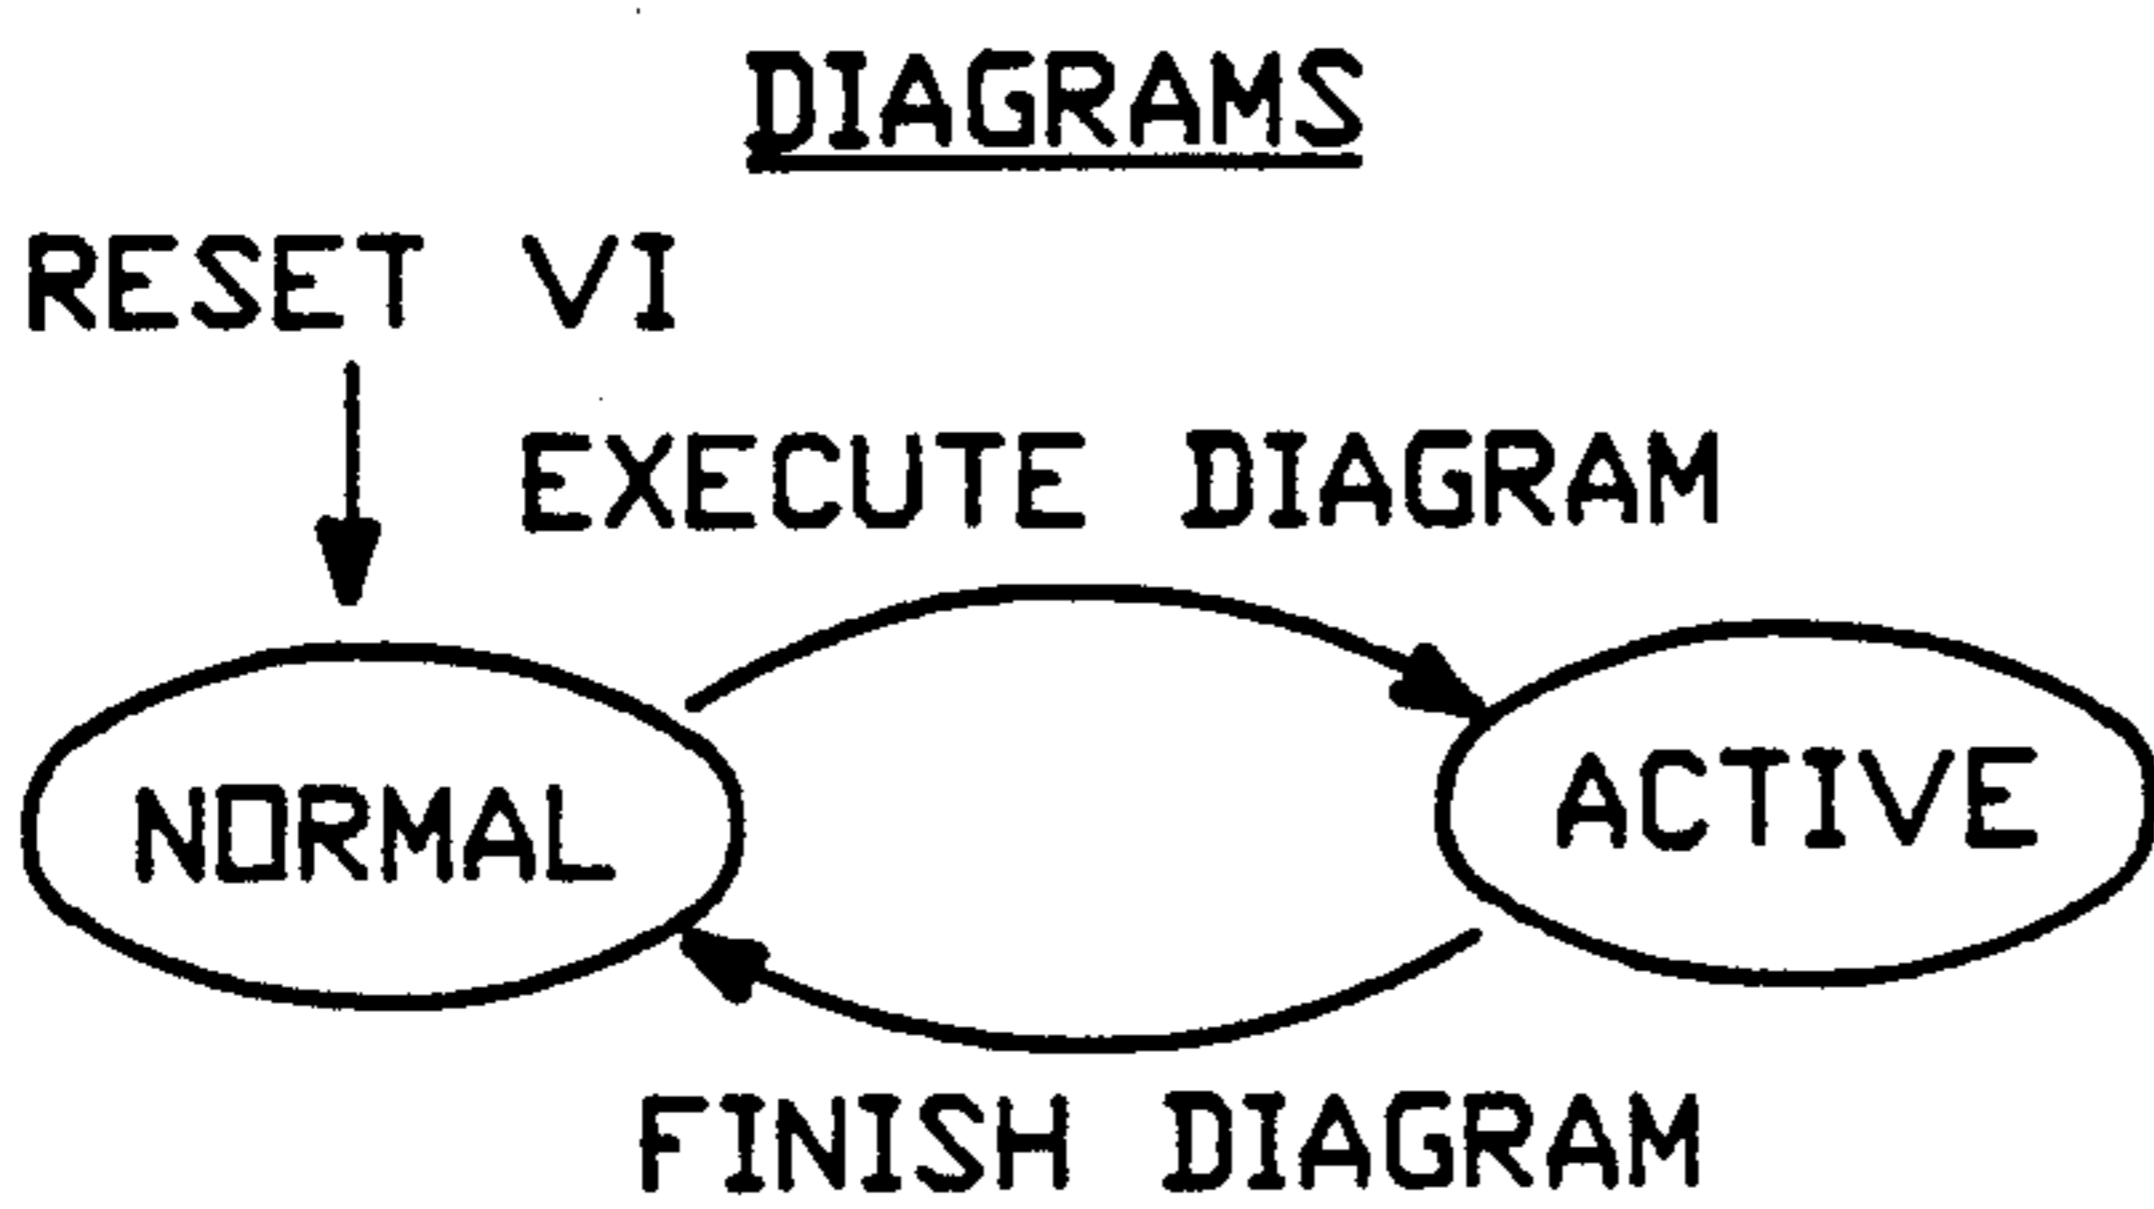 DIAGRAMS
RESET VI
EXECUTE DIAGRAM
NORMAL
ACTIVE
FINISH DIAGRAM